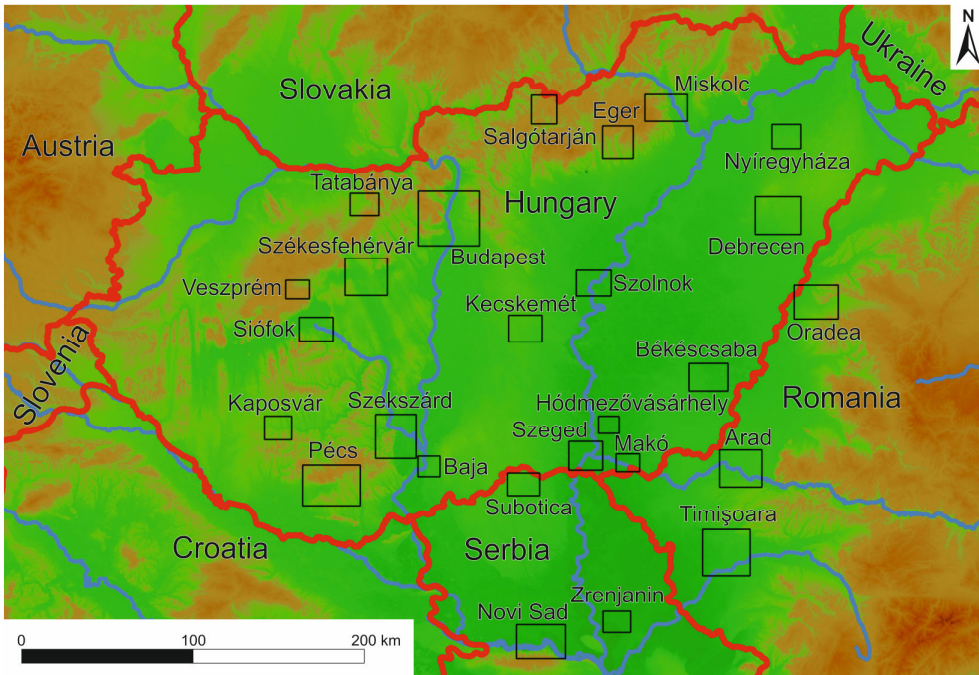 N
Ukraine
Slovakia
Miskolc
Eger
Salgótarján
Austria
Nyíregyháza
Tatabánya
Hungary
Székesfehérvár
Debrecen
Budapest
Veszprém
Szolnok
Kecskemét
Siófok
Oradea
Slovenia
Békéscsaba
Romania
Kaposvár
Szekszárd
Hódmezővásárhely
Szeged
Makó
Arad
Pécs
Baja
Subotica
Timişoara
Croatia
Serbia
Zrenjanin
Novi Sad
0 100 200 km